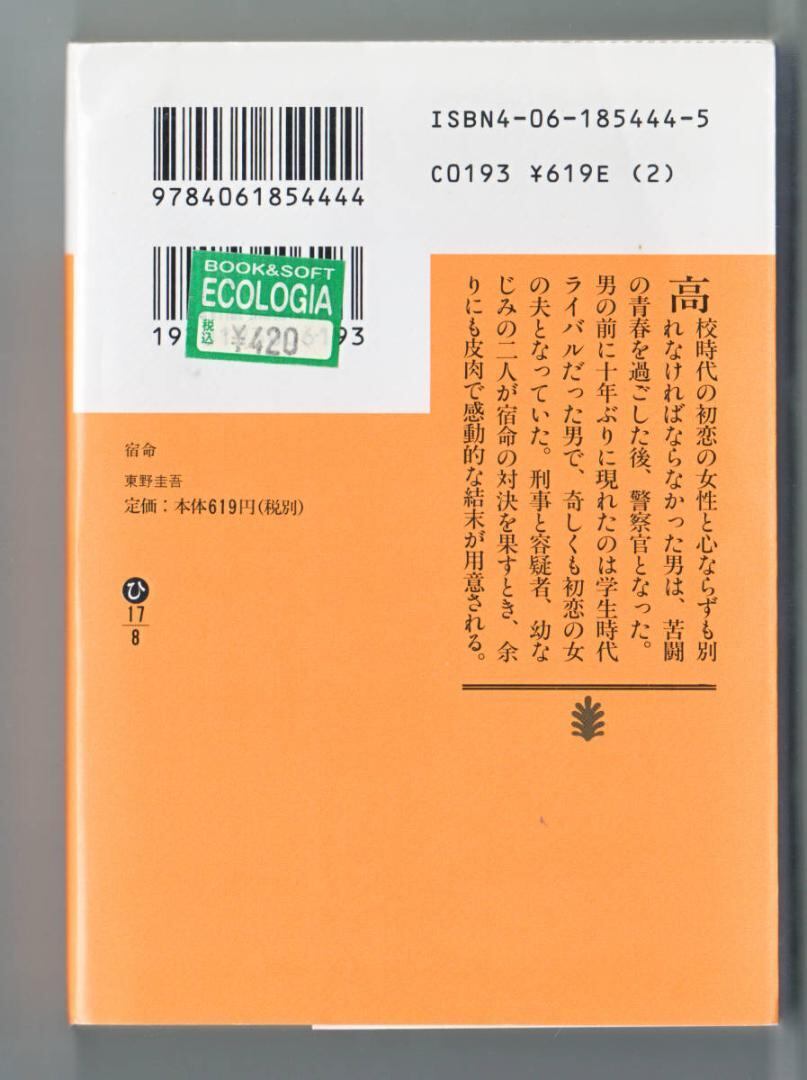 9784061854444
ISBN4-06-185444-5
C0193 ¥619E (2)
BOOK&SOFT
ECOLOGIA
税込
¥420
宿命
東野圭吾
定価：本体619円(税別)
ひ
17
8
高校時代の初恋の女性と心ならずも別
れなければならなかった男は、苦闘
の青春を過ごした後、警察官となった。
男の前に十年ぶりに現れたのは学生時代
ライバルだった男で、奇しくも初恋の女
の夫となっていた。刑事と容疑者、幼な
じみの二人が宿命の対決を果すとき、余
りにも皮肉で感動的な結末が用意される。